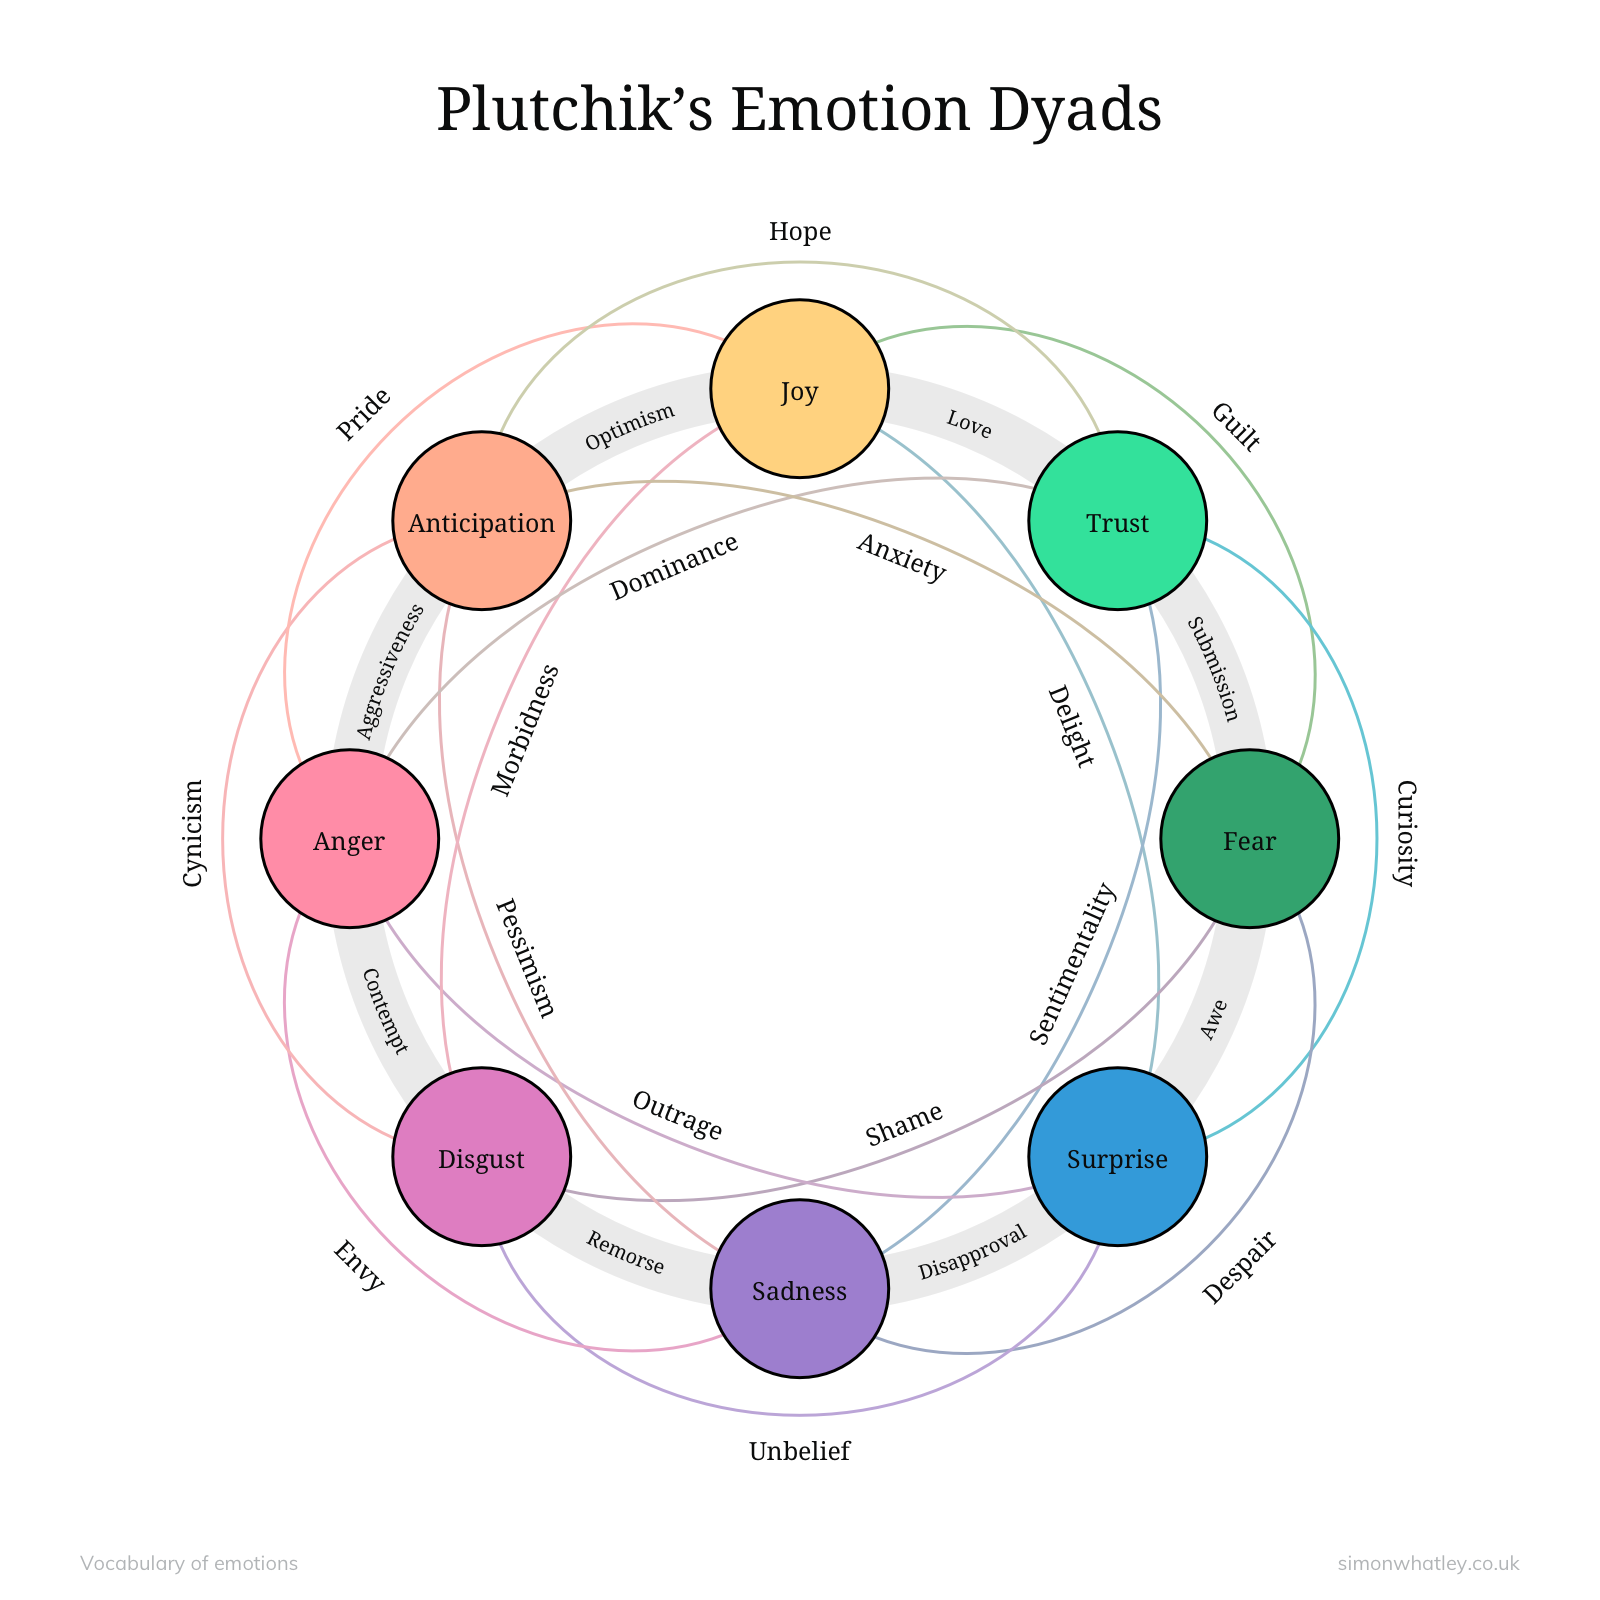 Plutchik’s Emotion Dyads
Hope
Pride
Guilt
Joy
Optimism
Love
Anticipation
Trust
Dominance
Anxiety
Aggressiveness
Submission
Morbidness
Delight
Cynicism
Anger
Fear
Curiosity
Pessimism
Sentimentality
Contempt
Awe
Outrage
Shame
Disgust
Surprise
Remorse
Disapproval
Envy
Sadness
Despair
Unbelief
Vocabulary of emotions
simonwhatley.co.uk